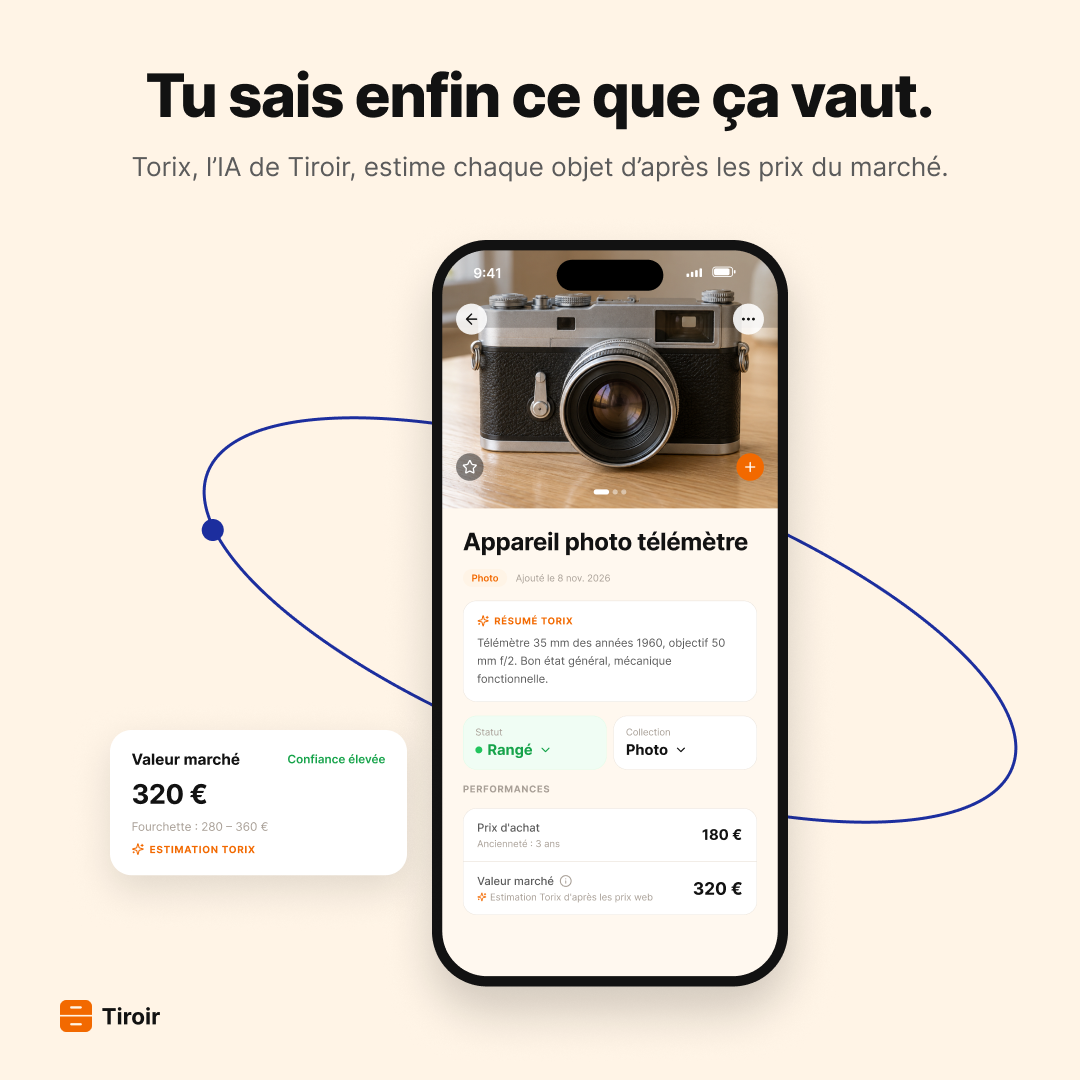 Tu sais enfin ce que ça vaut.
Torix, l’IA de Tiroir, estime chaque objet d’après les prix du marché.
9:41
Appareil photo télémètre
Photo
Ajouté le 8 nov. 2026
RÉSUMÉ TORIX
Télémètre 35 mm des années 1960, objectif 50
mm f/2. Bon état général, mécanique
fonctionnelle.
Statut
Rangé
Collection
Photo
PERFORMANCES
Prix d'achat
Ancienneté : 3 ans
180 €
Valeur marché
Estimation Torix d'après les prix web
320 €
Valeur marché
Confiance élevée
320 €
Fourchette : 280 – 360 €
ESTIMATION TORIX
Tiroir